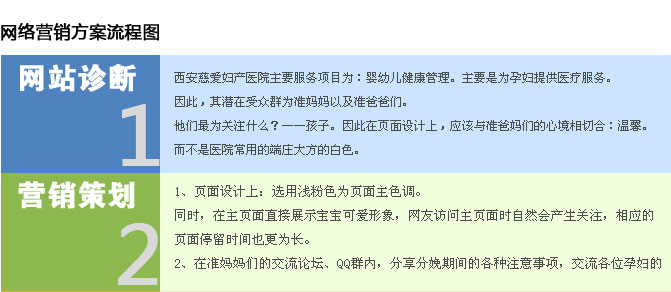 网络营销方案流程图
网站诊断
1
西安慈爱妇产医院主要服务项目为：婴幼儿健康管理。主要是为孕妇提供医疗服务。
因此，其潜在受众群为准妈妈以及准爸爸们。
他们最为关注什么？——孩子。因此在页面设计上，应该与准爸妈们的心境相切合：温馨。
而不是医院常用的端庄大方的白色。
营销策划
2
1、页面设计上：选用浅粉色为页面主色调。
同时，在主页面直接展示宝宝可爱形象，网友访问主页面时自然会产生关注，相应的
页面停留时间也更为长。
2、在准妈妈们的交流论坛、QQ群内，分享分娩期间的各种注意事项，交流各位孕妇的